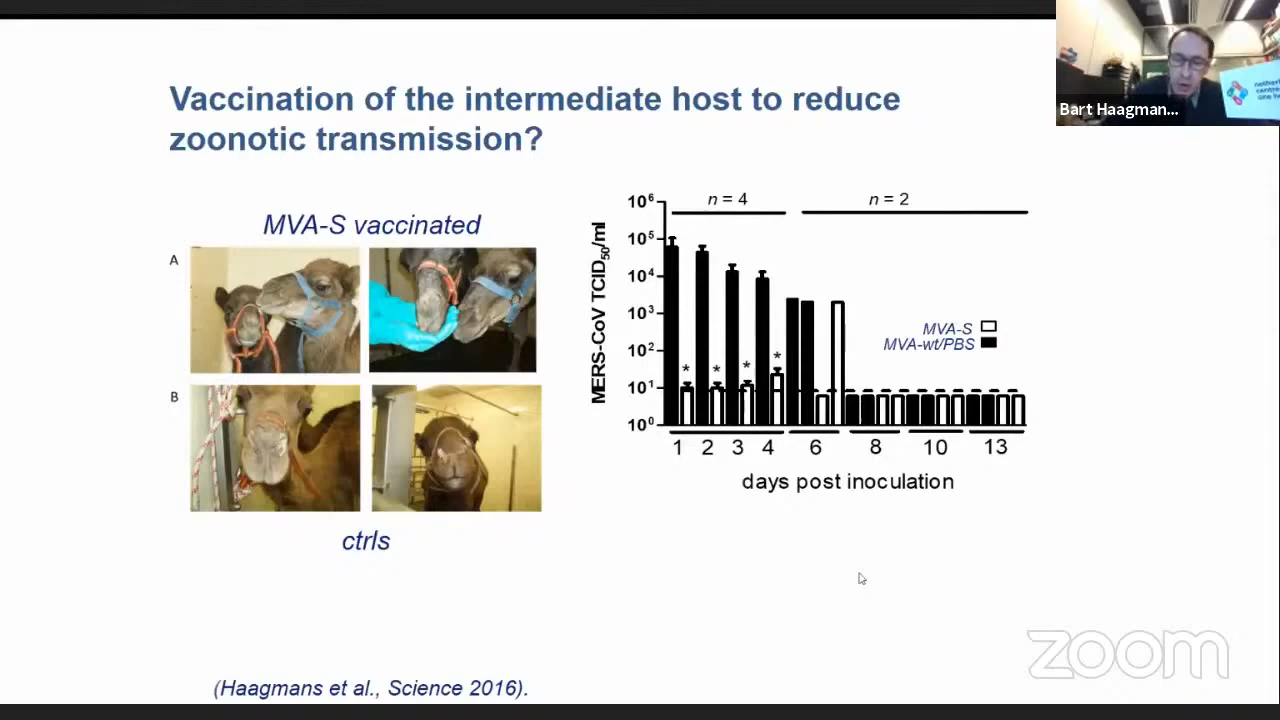 Bart Haagman...
Vaccination of the intermediate host to reduce
zoonotic transmission?
MVA-S vaccinated
A
B
ctrls
n = 4
n = 2
10⁶
10⁵
10⁴
10³
10²
10¹
10⁰
MERS-CoV TCID₅₀/ml
MVA-S
MVA-wt/PBS
* * * *
1 2 3 4 6 8 10 13
days post inoculation
(Haagmans et al., Science 2016).
zoom